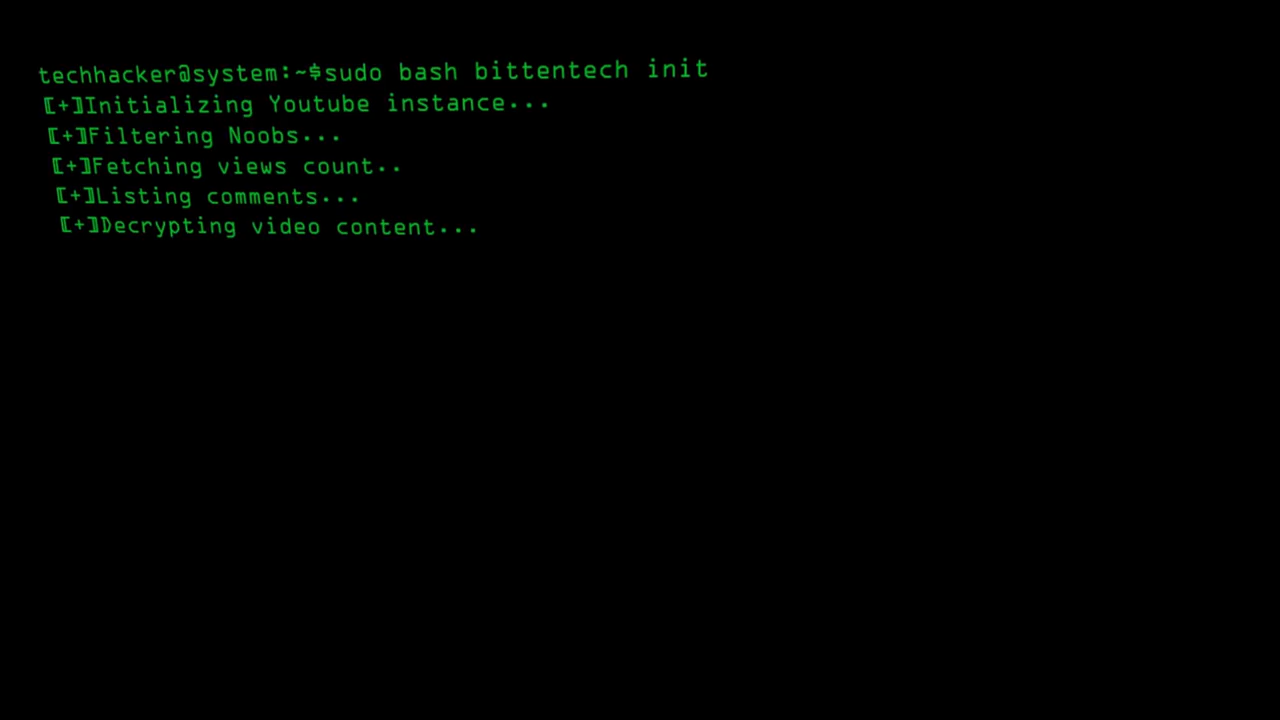 techhacker@system:~$sudo bash bittentech init
[+]Initializing Youtube instance...
[+]Filtering Noobs...
[+]Fetching views count..
[+]Listing comments...
[+]Decrypting video content...